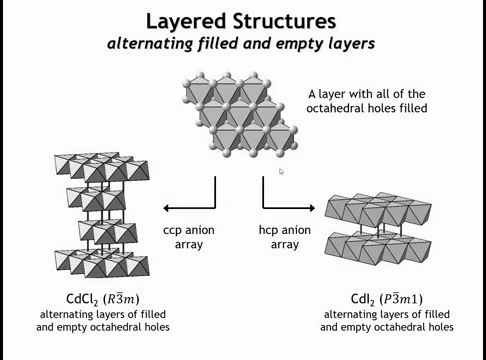 Layered Structures
alternating filled and empty layers
A layer with all of the
octahedral holes filled
ccp anion
array
hcp anion
array
CdCl₂ (R3̅m)
alternating layers of filled
and empty octahedral holes
CdI₂ (P3̅m1)
alternating layers of filled
and empty octahedral holes